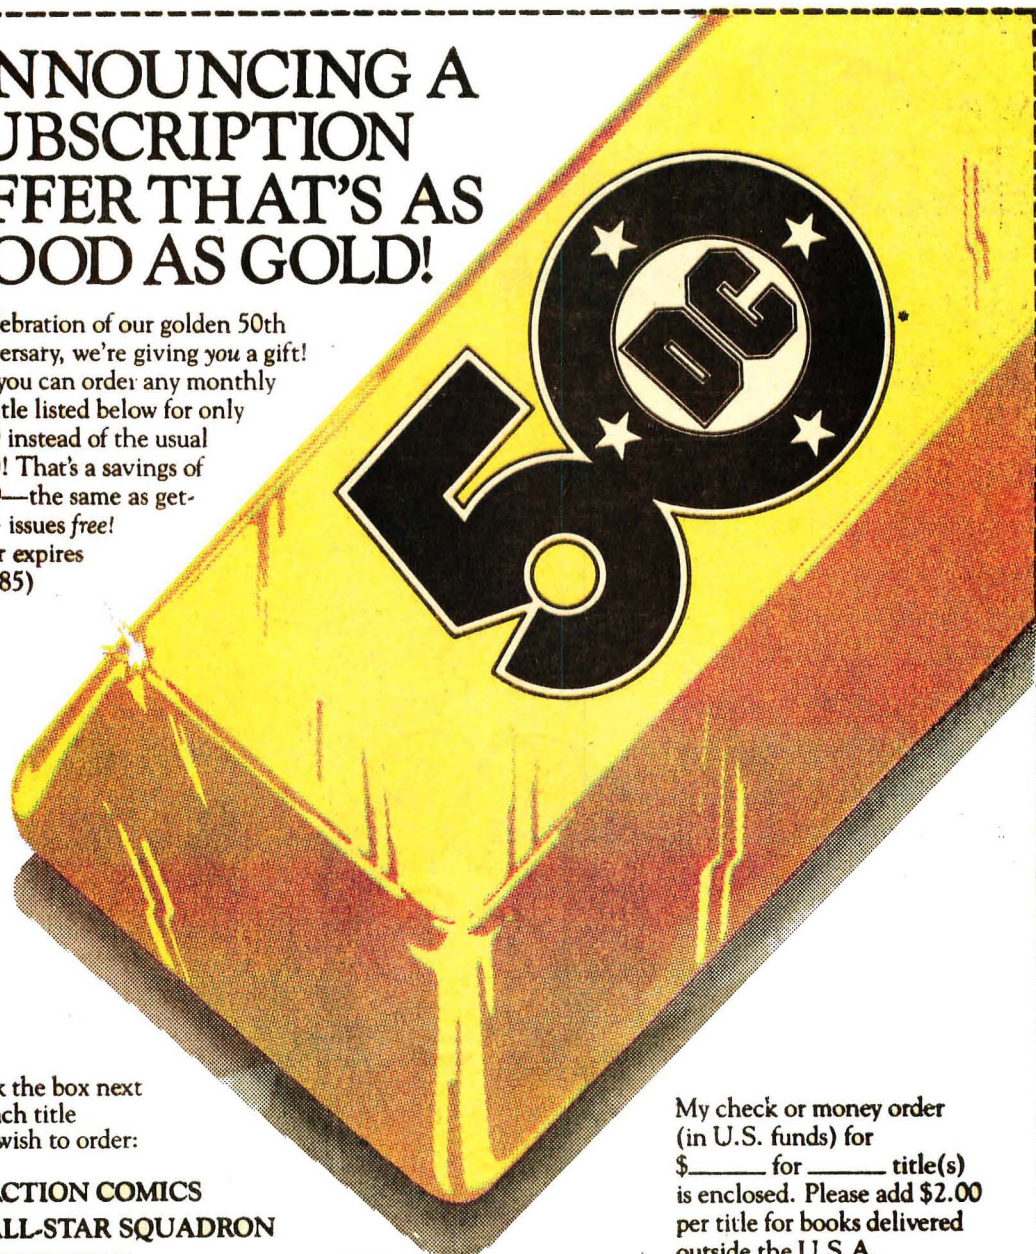 NNOUNCING A
UBSCRIPTION
FFER THAT'S AS
OOD AS GOLD!
ebration of our golden 50th
ersary, we're giving you a gift!
you can order any monthly
tle listed below for only
instead of the usual
! That's a savings of
—the same as get-
issues free!
r expires
85)
50
DC
k the box next
ch title
wish to order:
CTION COMICS
LL-STAR SQUADRON
My check or money order
(in U.S. funds) for
$______ for ______ title(s)
is enclosed. Please add $2.00
per title for books delivered
outside the U.S.A.